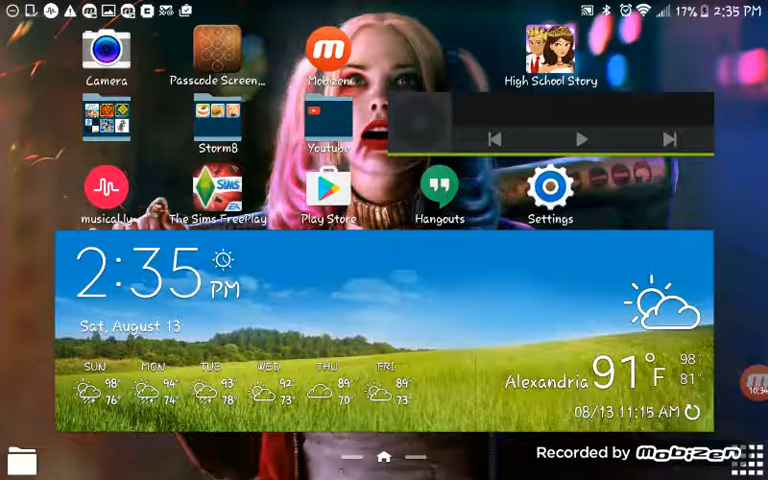 17% 2:35 PM
Camera
Passcode Screen...
Mobizen
High School Story
Storm8
Youtube
musical.ly
The Sims FreePlay
Play Store
Hangouts
Settings
2:35 PM
Sat, August 13
SUN MON TUE WED THU FRI
98° 94° 93° 92° 89° 89°
76° 74° 78° 73° 70° 73°
Alexandria 91°F 98° 81°
08/13 11:15 AM
10:34
Recorded by Mobizen